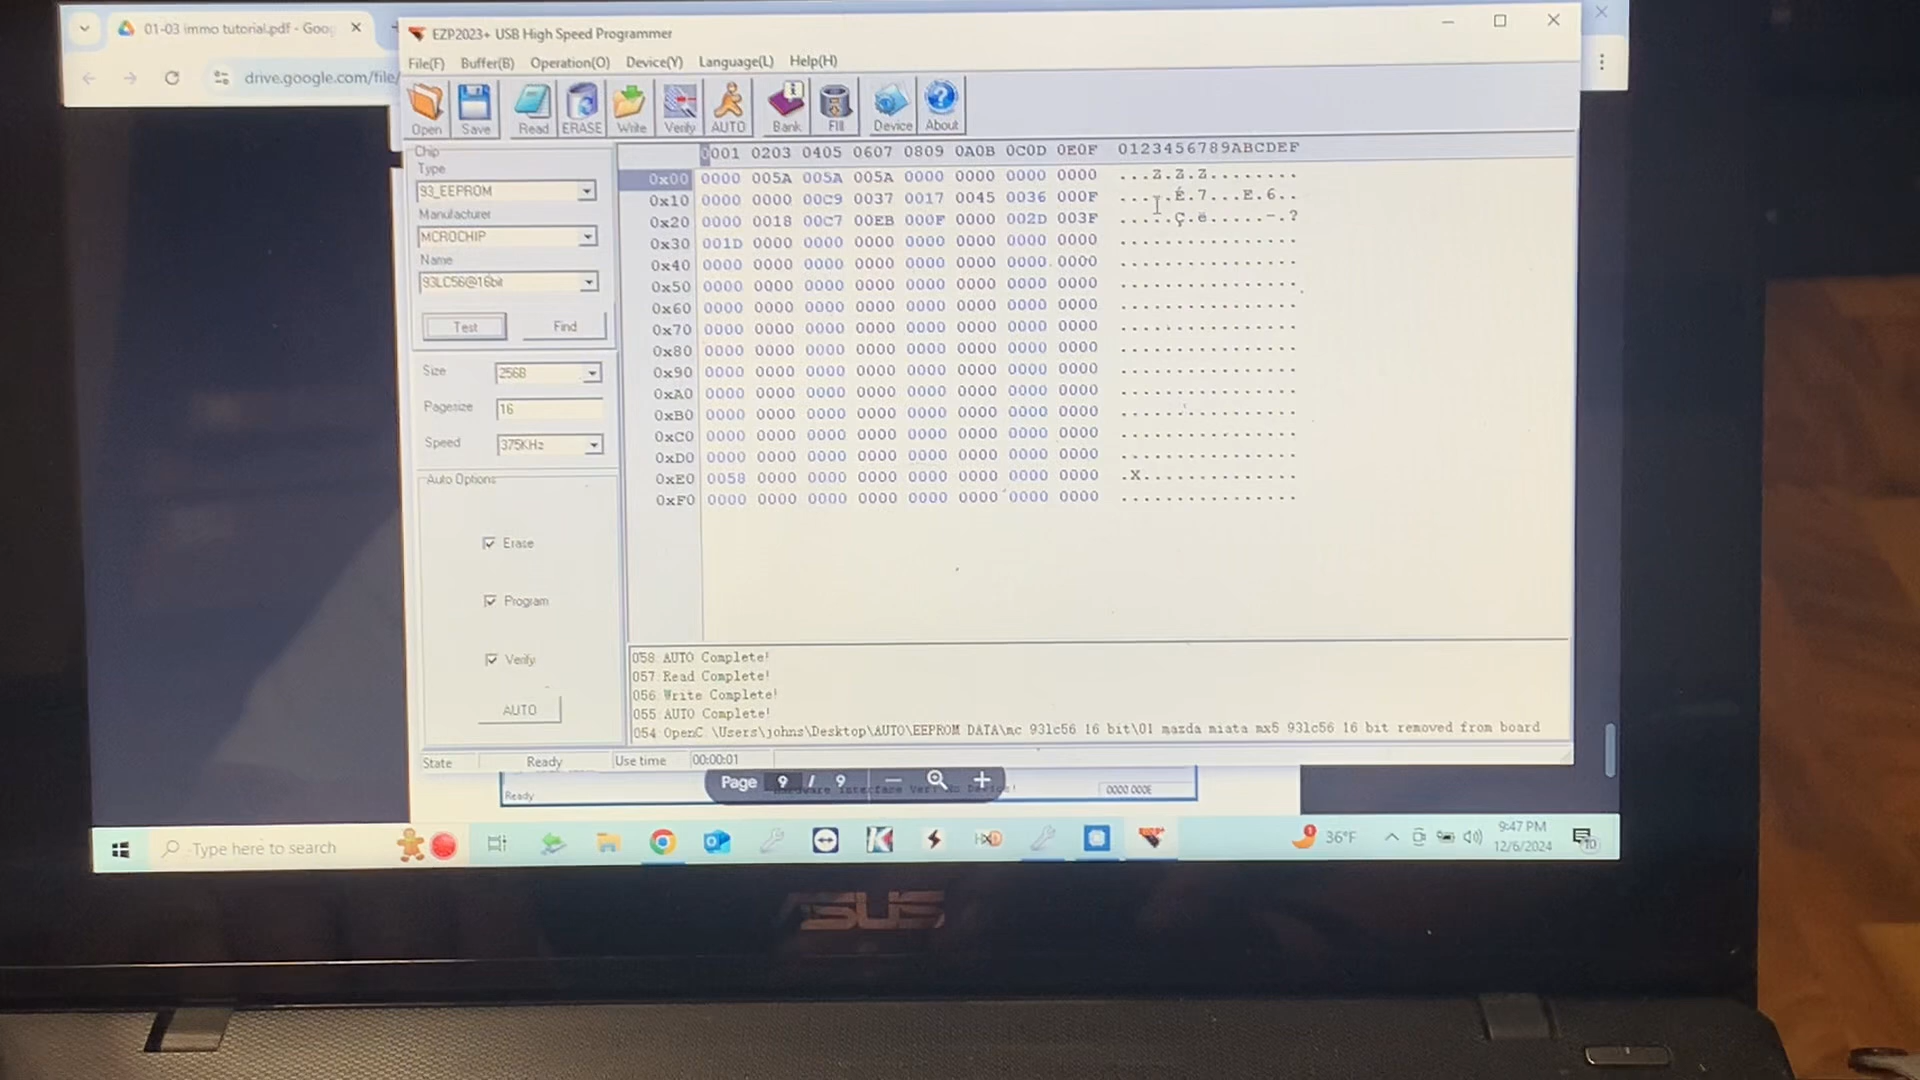 01-03 immo tutorial.pdf - Goo
drive.google.com/file/
EZP2023+ USB High Speed Programmer
File(F) Buffer(B) Operation(O) Device(Y) Language(L) Help(H)
Open Save Read ERASE Write Verify AUTO Bank Fill Device About
Chip
Type
93_EEPROM
Manufacturer
MCROCHIP
Name
93LC56@16bit
Test Find
Size 256B
Pagesize 16
Speed 375KHz
Auto Options
Erase
Program
Verify
AUTO
0001 0203 0405 0607 0809 0A0B 0C0D 0E0F 0123456789ABCDEF
0x00 0000 005A 005A 005A 0000 0000 0000 0000 ...Z.Z.Z........
0x10 0000 0000 00C9 0037 0017 0045 0036 000F .....É.7...E.6..
0x20 0000 0018 00C7 00EB 000F 0000 002D 003F .....Ç.ë.....-.?
0x30 001D 0000 0000 0000 0000 0000 0000 0000 ................
0x40 0000 0000 0000 0000 0000 0000 0000 0000 ................
0x50 0000 0000 0000 0000 0000 0000 0000 0000 ................
0x60 0000 0000 0000 0000 0000 0000 0000 0000 ................
0x70 0000 0000 0000 0000 0000 0000 0000 0000 ................
0x80 0000 0000 0000 0000 0000 0000 0000 0000 ................
0x90 0000 0000 0000 0000 0000 0000 0000 0000 ................
0xA0 0000 0000 0000 0000 0000 0000 0000 0000 ................
0xB0 0000 0000 0000 0000 0000 0000 0000 0000 ................
0xC0 0000 0000 0000 0000 0000 0000 0000 0000 ................
0xD0 0000 0000 0000 0000 0000 0000 0000 0000 ................
0xE0 0058 0000 0000 0000 0000 0000 0000 0000 .X..............
0xF0 0000 0000 0000 0000 0000 0000 0000 0000 ................
058 AUTO Complete!
057 Read Complete!
056 Write Complete!
055 AUTO Complete!
054 OpenC \Users\johns\Desktop\AUTO\EEPROM DATA\mc 93lc56 16 bit\01 mazda miata mx5 93lc56 16 bit removed from board
State Ready Use time 00:00:01
Page 9 / 9
Ready
0000 000E
Type here to search
36°F
9:47 PM
12/6/2024
10
ASUS